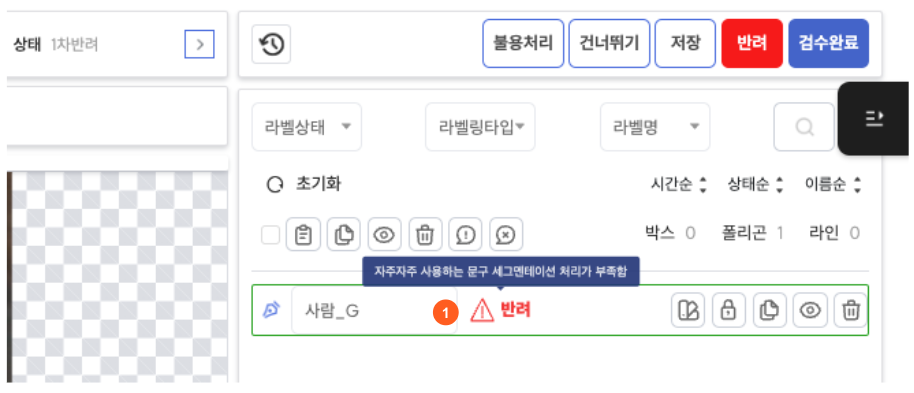 상태 1차반려
불용처리 건너뛰기 저장 반려 검수완료
라벨상태 라벨링타입 라벨명
초기화 시간순 상태순 이름순
박스 0 폴리곤 1 라인 0
자주자주 사용하는 문구 세그멘테이션 처리가 부족함
사람_G 1 반려